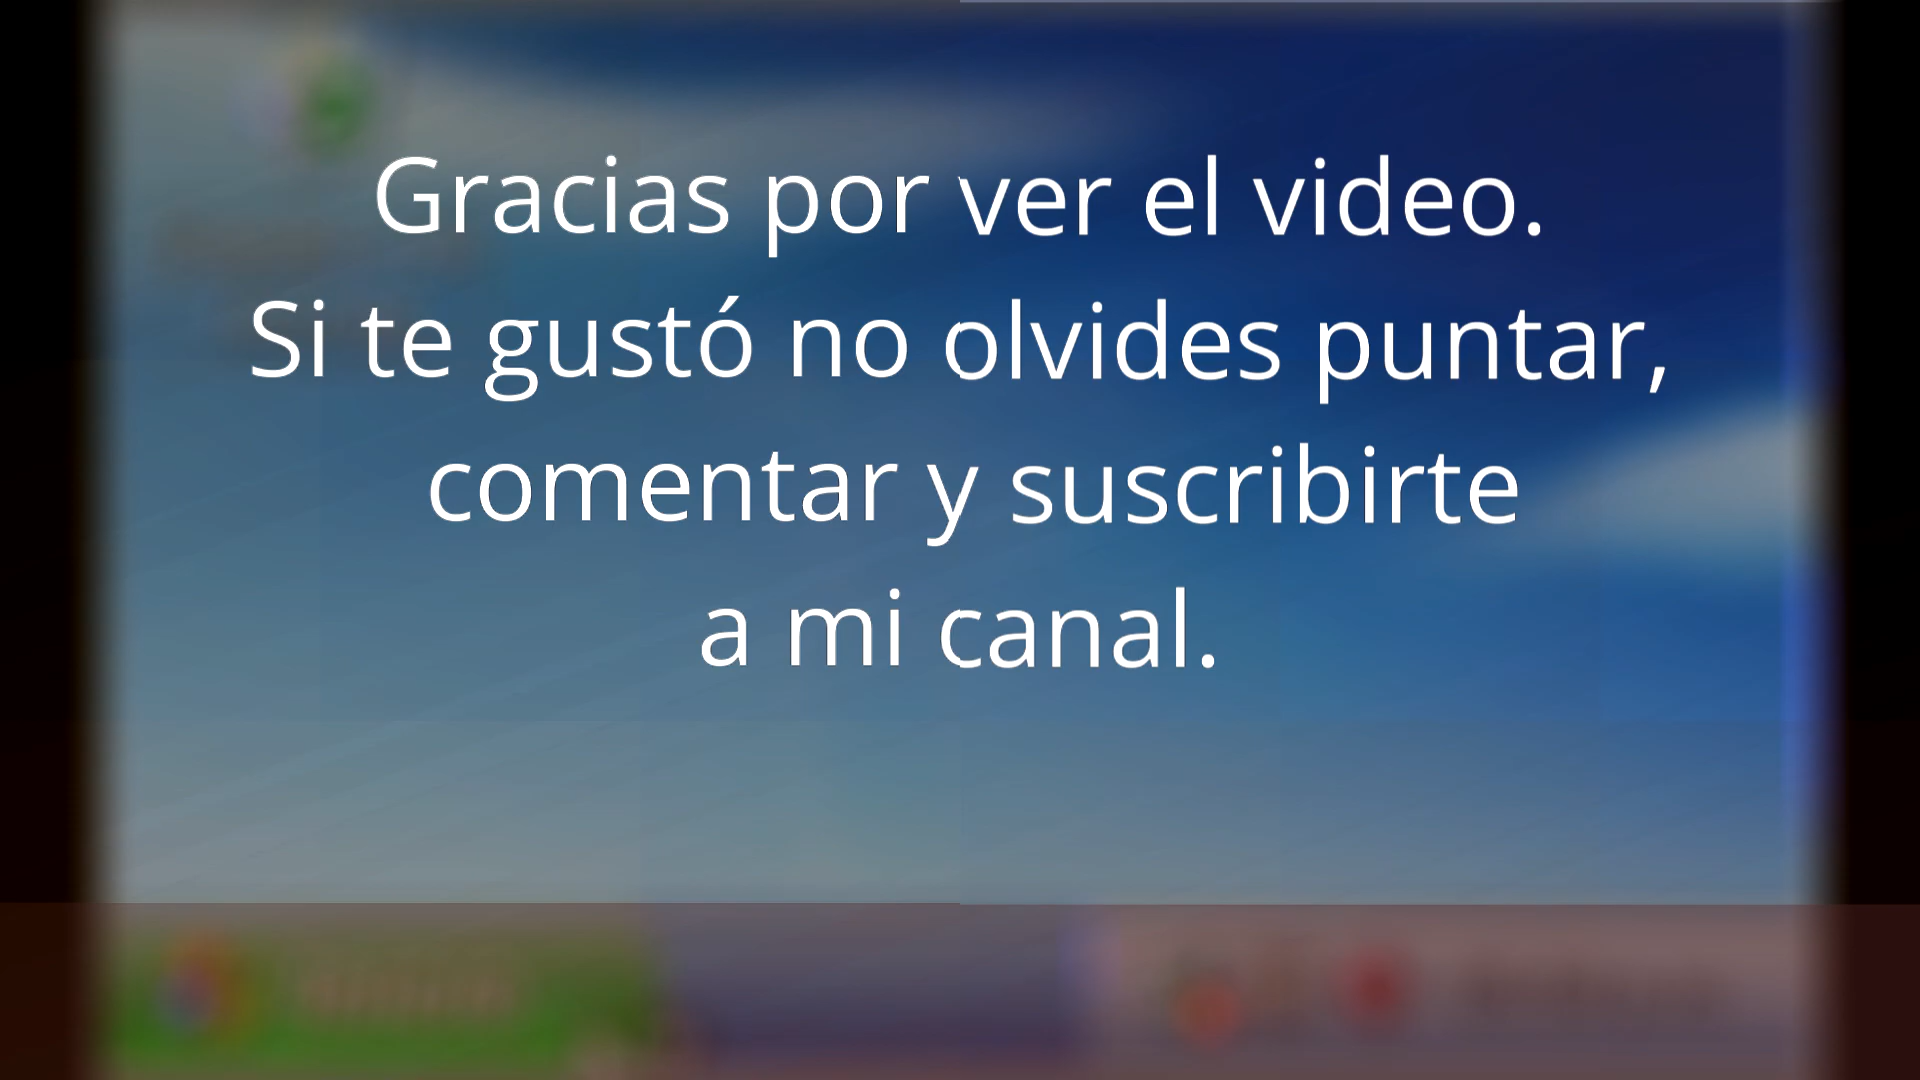 Gracias por ver el video.
Si te gustó no olvides puntar,
comentar y suscribirte
a mi canal.